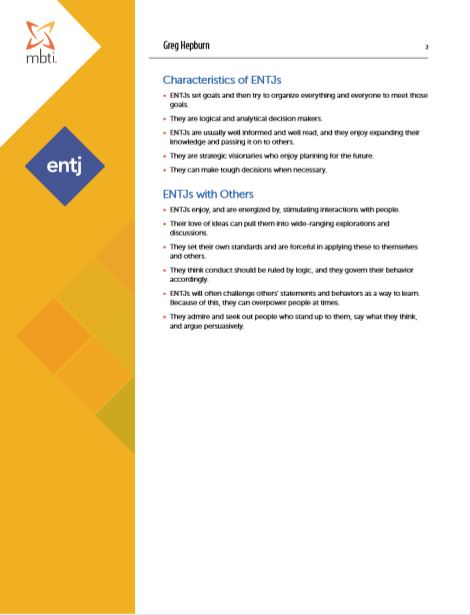 mbti.
Greg Hepburn
2
entj
Characteristics of ENTJs
• ENTJs set goals and then try to organize everything and everyone to meet those
goals.
• They are logical and analytical decision makers.
• ENTJs are usually well informed and well read, and they enjoy expanding their
knowledge and passing it on to others.
• They are strategic visionaries who enjoy planning for the future.
• They can make tough decisions when necessary.
ENTJs with Others
• ENTJs enjoy, and are energized by, stimulating interactions with people.
• Their love of ideas can pull them into wide-ranging explorations and
discussions.
• They set their own standards and are forceful in applying these to themselves
and others.
• They think conduct should be ruled by logic, and they govern their behavior
accordingly.
• ENTJs will often challenge others' statements and behaviors as a way to learn.
Because of this, they can overpower people at times.
• They admire and seek out people who stand up to them, say what they think,
and argue persuasively.